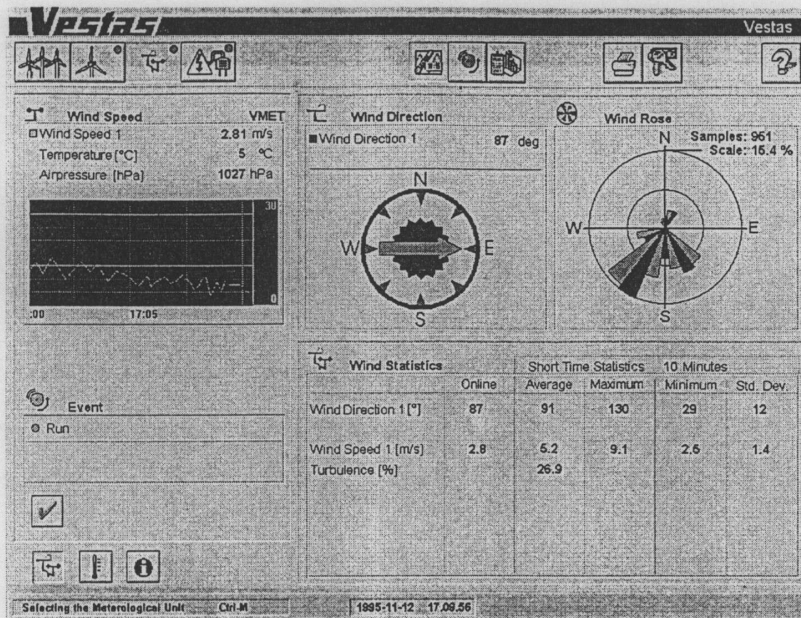 Vestas
Vestas
Wind Speed VMET
Wind Speed 1 2.81 m/s
Temperature [°C] 5 °C
Airpressure [hPa] 1027 hPa
30
0
:00 17:05
Wind Direction
Wind Direction 1 87 deg
N
W E
S
Wind Rose
Samples: 961
Scale: 15.4 %
N
W E
S
Event
Run
Wind Statistics Short Time Statistics 10 Minutes
Online Average Maximum Minimum Std. Dev.
Wind Direction 1 [°] 87 91 130 29 12
Wind Speed 1 [m/s] 2.8 5.2 9.1 2.5 1.4
Turbulence [%] 26.9
Selecting the Meterological Unit Ctrl-M 1995-11-12 17.09.56